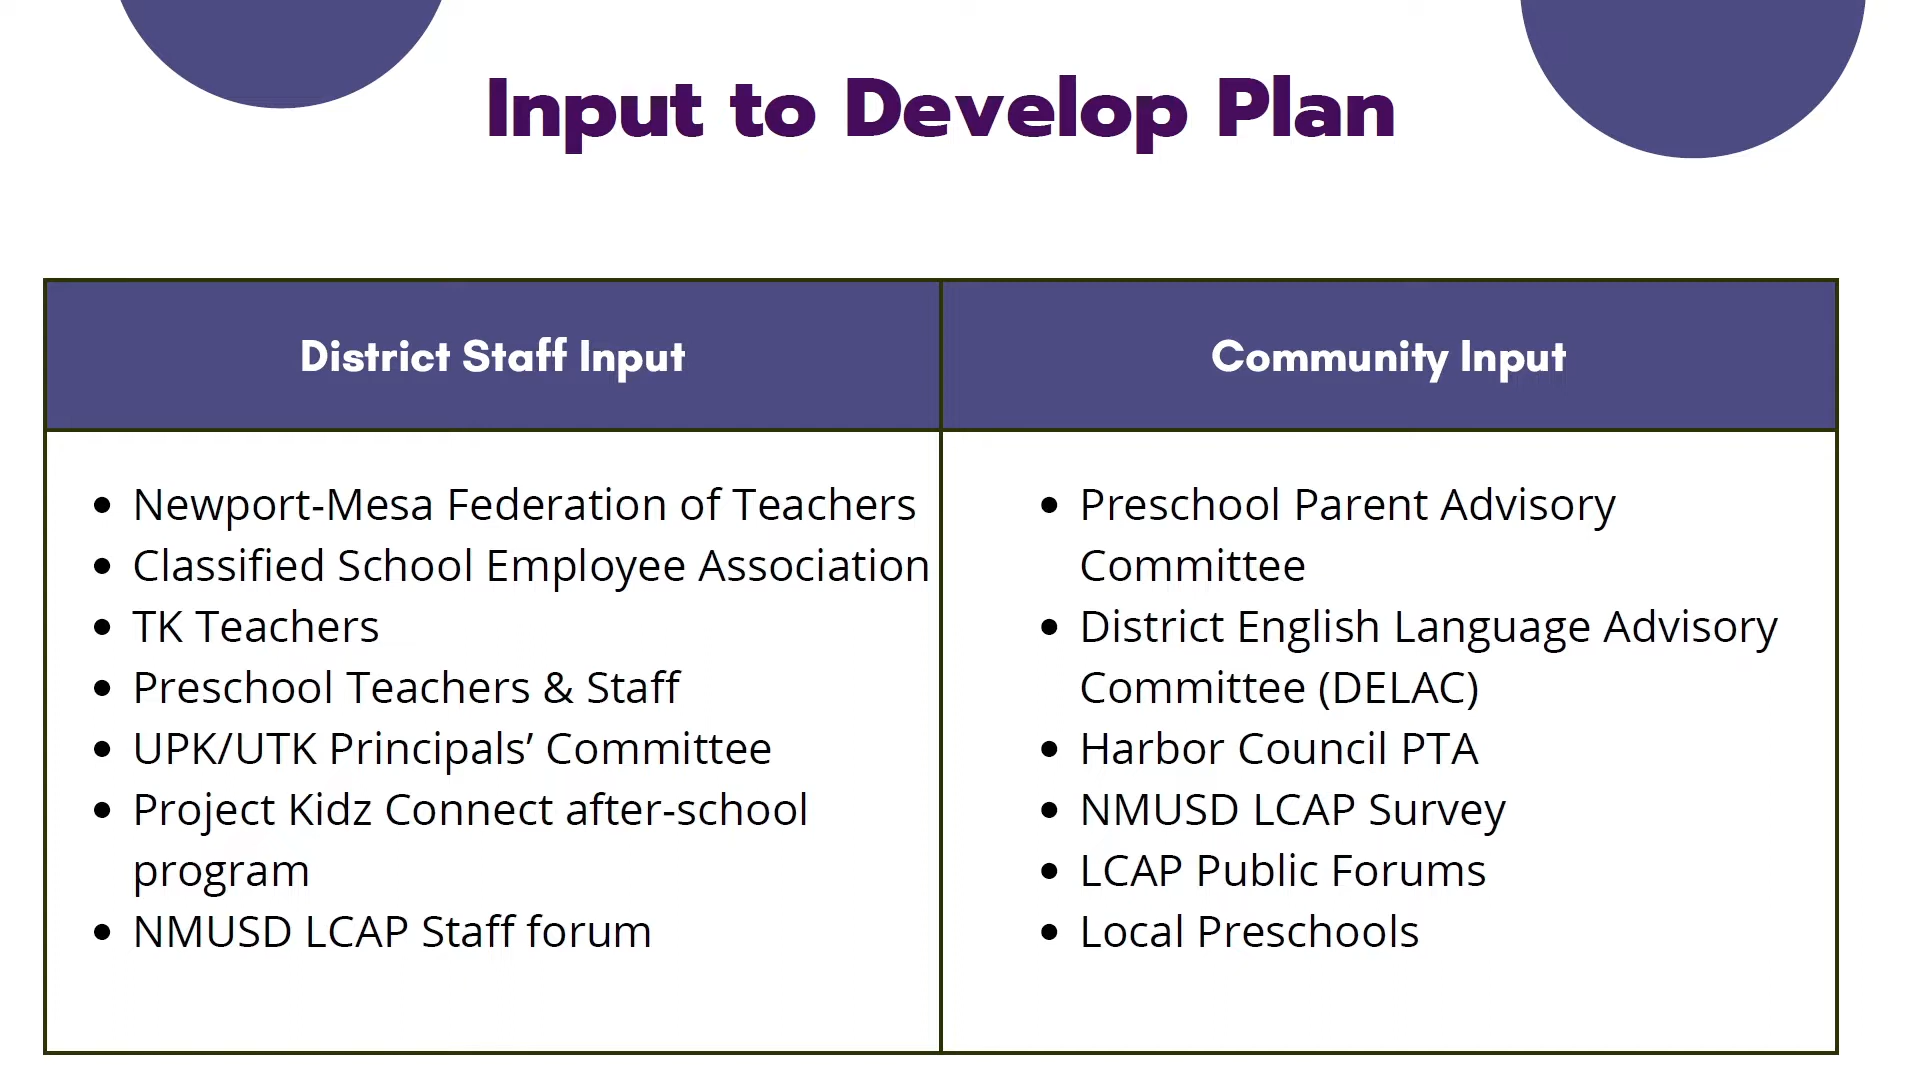 Input to Develop Plan
District Staff Input
Newport-Mesa Federation of Teachers
Classified School Employee Association
TK Teachers
Preschool Teachers & Staff
UPK/UTK Principals’ Committee
Project Kidz Connect after-school
program
NMUSD LCAP Staff forum
Community Input
Preschool Parent Advisory
Committee
District English Language Advisory
Committee (DELAC)
Harbor Council PTA
NMUSD LCAP Survey
LCAP Public Forums
Local Preschools